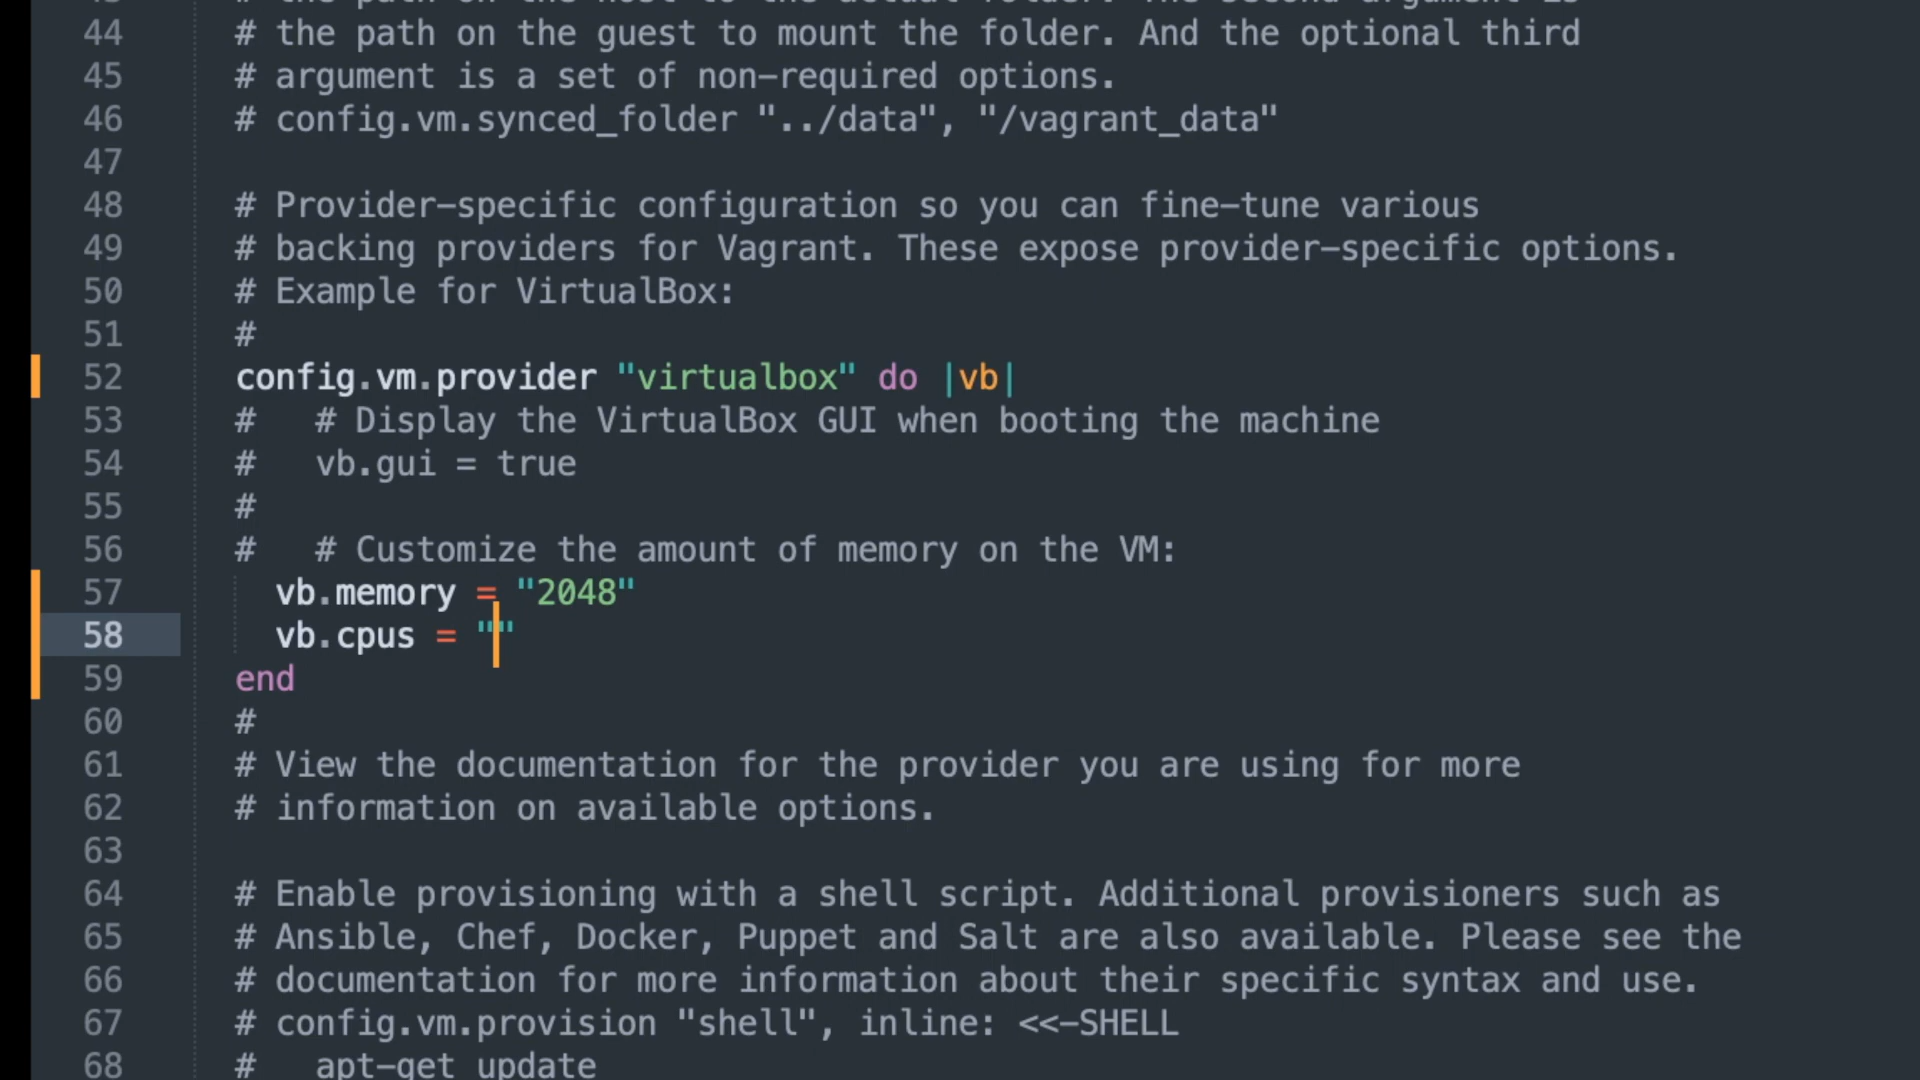 44 # the path on the guest to mount the folder. And the optional third
45 # argument is a set of non-required options.
46 # config.vm.synced_folder "../data", "/vagrant_data"
47
48 # Provider-specific configuration so you can fine-tune various
49 # backing providers for Vagrant. These expose provider-specific options.
50 # Example for VirtualBox:
51 #
52 config.vm.provider "virtualbox" do |vb|
53 #   # Display the VirtualBox GUI when booting the machine
54 #   vb.gui = true
55 #
56 #   # Customize the amount of memory on the VM:
57   vb.memory = "2048"
58   vb.cpus = ""
59 end
60 #
61 # View the documentation for the provider you are using for more
62 # information on available options.
63
64 # Enable provisioning with a shell script. Additional provisioners such as
65 # Ansible, Chef, Docker, Puppet and Salt are also available. Please see the
66 # documentation for more information about their specific syntax and use.
67 # config.vm.provision "shell", inline: <<-SHELL
68 #   apt-get update